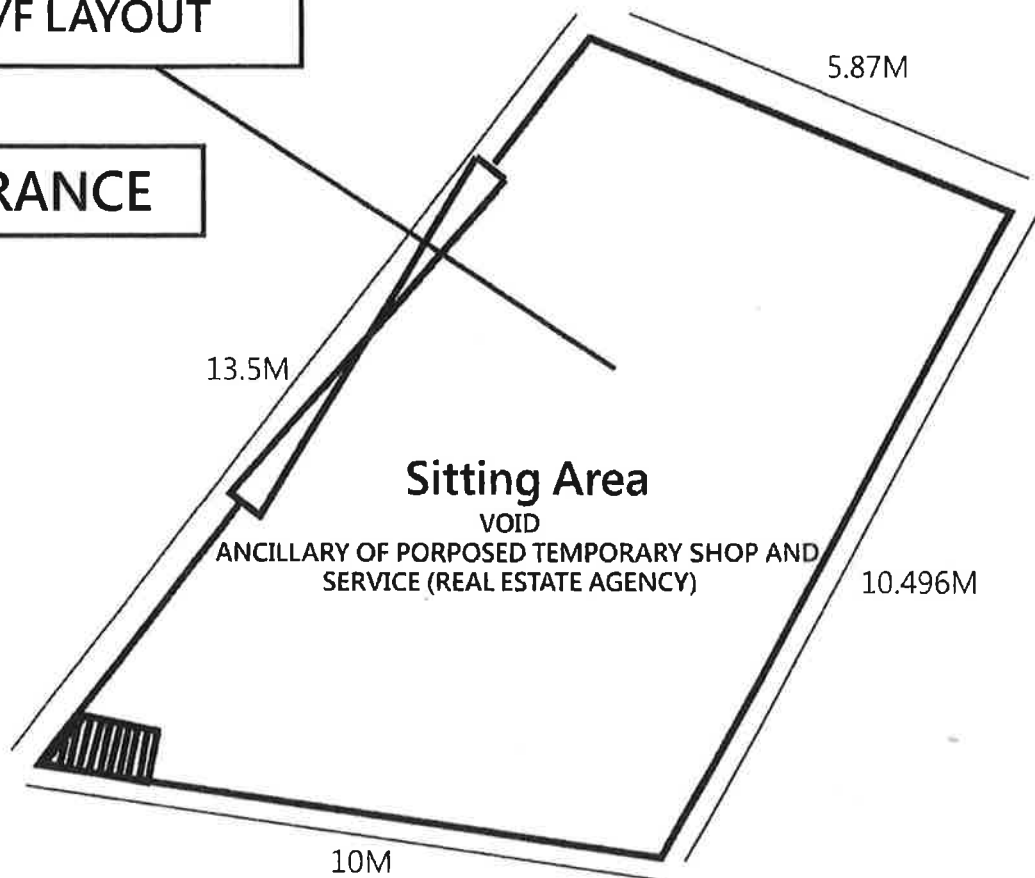 /F LAYOUT
5.87M
RANCE
13.5M
Sitting Area
VOID
ANCILLARY OF PORPOSED TEMPORARY SHOP AND
SERVICE (REAL ESTATE AGENCY)
10.496M
10M